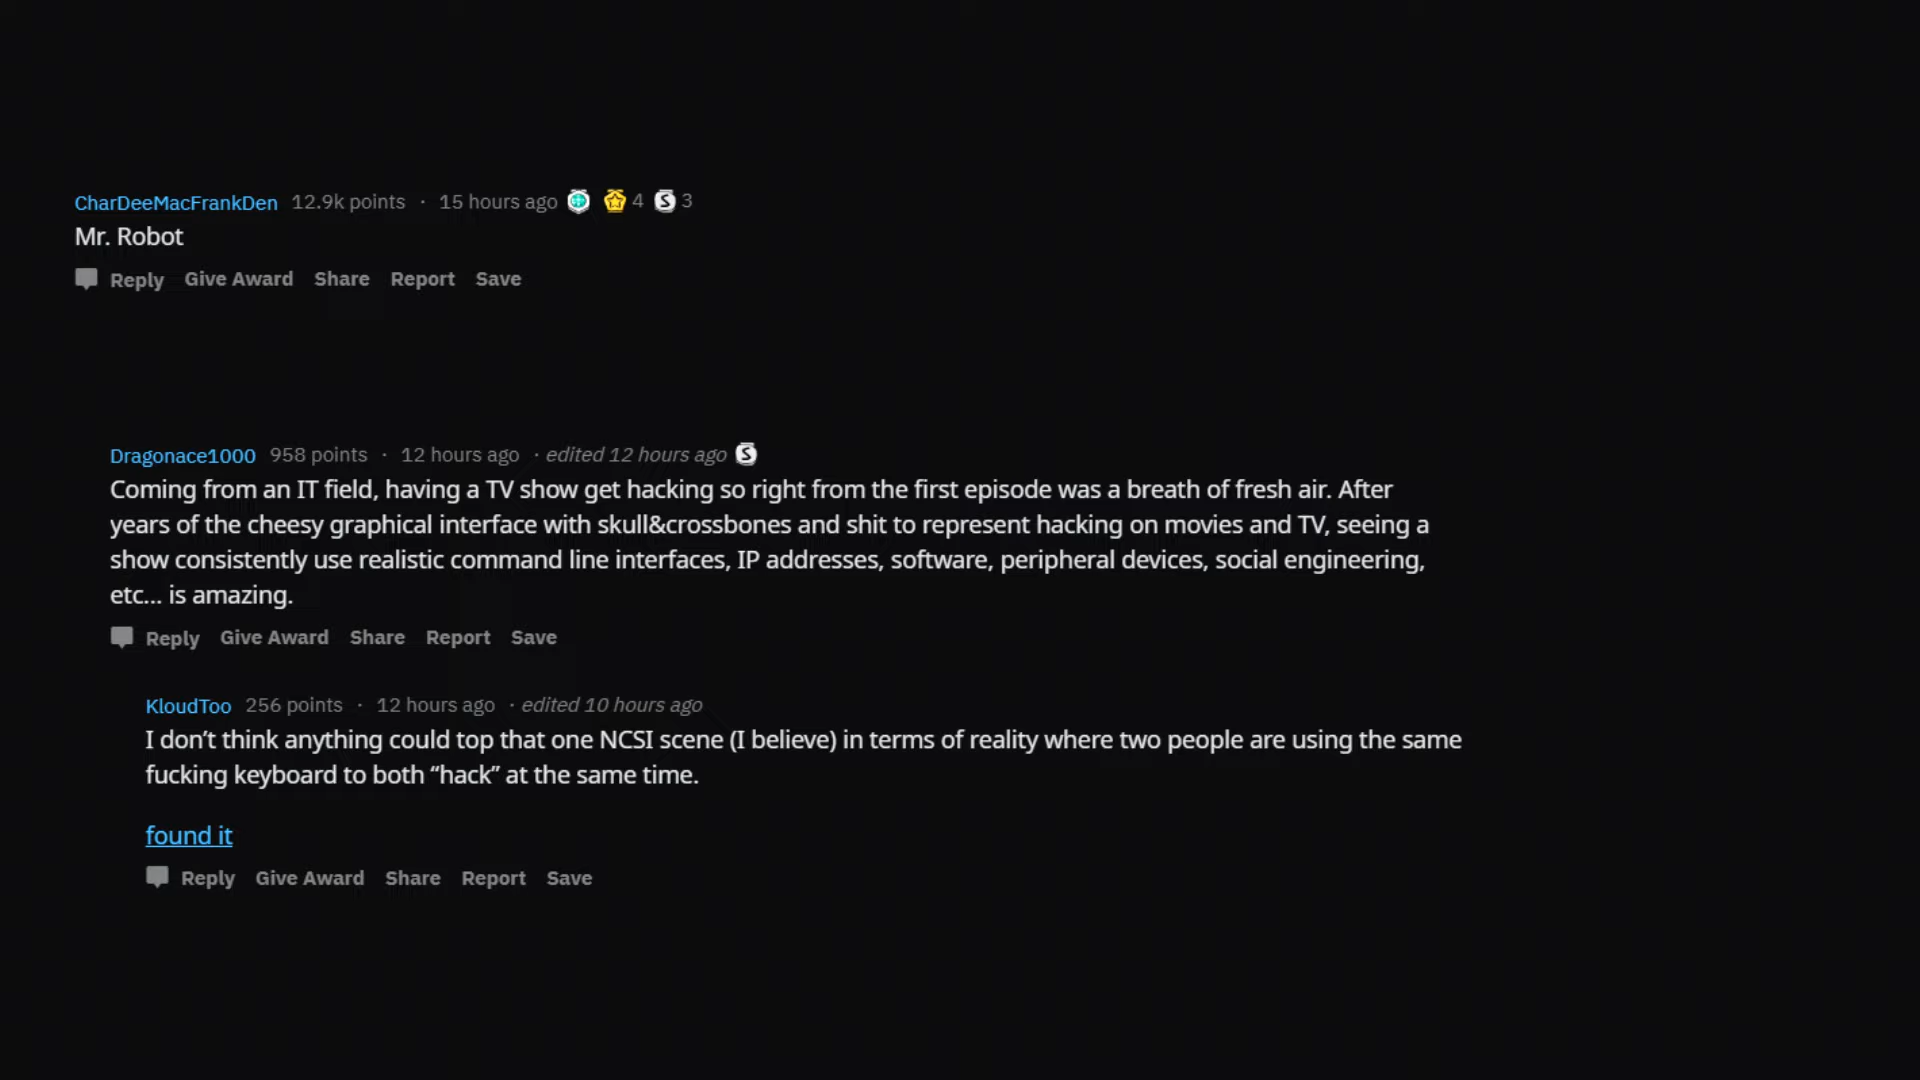 CharDeeMacFrankDen 12.9k points · 15 hours ago 4 S 3
Mr. Robot
Reply Give Award Share Report Save
Dragonace1000 958 points · 12 hours ago · edited 12 hours ago S
Coming from an IT field, having a TV show get hacking so right from the first episode was a breath of fresh air. After
years of the cheesy graphical interface with skull&crossbones and shit to represent hacking on movies and TV, seeing a
show consistently use realistic command line interfaces, IP addresses, software, peripheral devices, social engineering,
etc... is amazing.
Reply Give Award Share Report Save
KloudToo 256 points · 12 hours ago · edited 10 hours ago
I don’t think anything could top that one NCSI scene (I believe) in terms of reality where two people are using the same
fucking keyboard to both “hack” at the same time.
found it
Reply Give Award Share Report Save